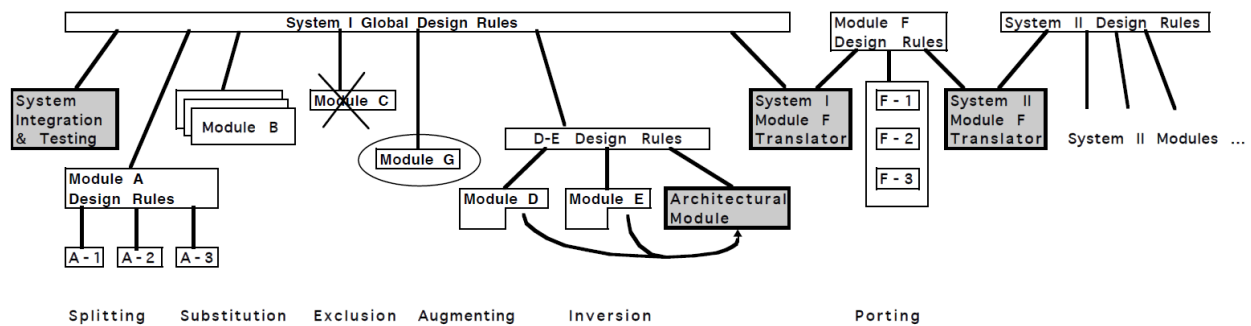 System I Global Design Rules
Module F
Design Rules
System II Design Rules
System
Integration
& Testing
Module B
Module C
Module G
D-E Design Rules
System I
Module F
Translator
F-1
F-2
F-3
System II
Module F
Translator
System II Modules ...
Module A
Design Rules
Module D
Module E
Architectural
Module
A-1
A-2
A-3
Splitting
Substitution
Exclusion
Augmenting
Inversion
Porting